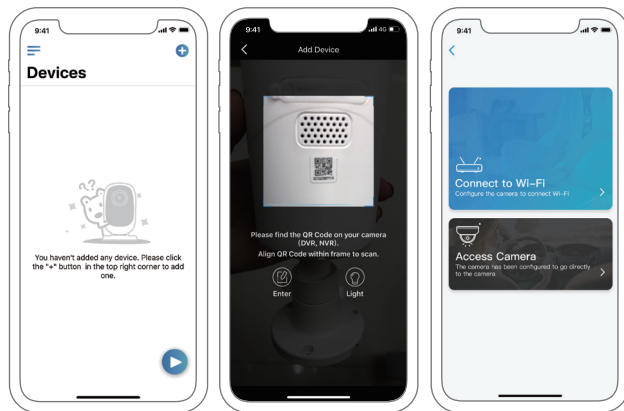 9:41
Devices
You haven't added any device. Please click
the "+" button in the top right corner to add
one.
9:41
4G
Add Device
Please find the QR Code on your camera
(DVR, NVR).
Align QR Code within frame to scan.
Enter
Light
9:41
Connect to Wi-Fi
Configure the camera to connect Wi-Fi
Access Camera
The camera has been configured to go directly
to the camera